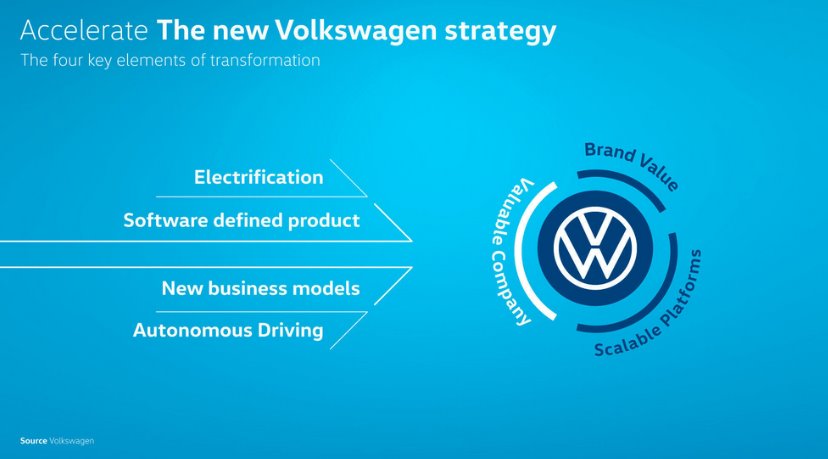 Accelerate The new Volkswagen strategy
The four key elements of transformation
Electrification
Software defined product
New business models
Autonomous Driving
Brand Value
Valuable Company
Scalable Platforms
Source Volkswagen